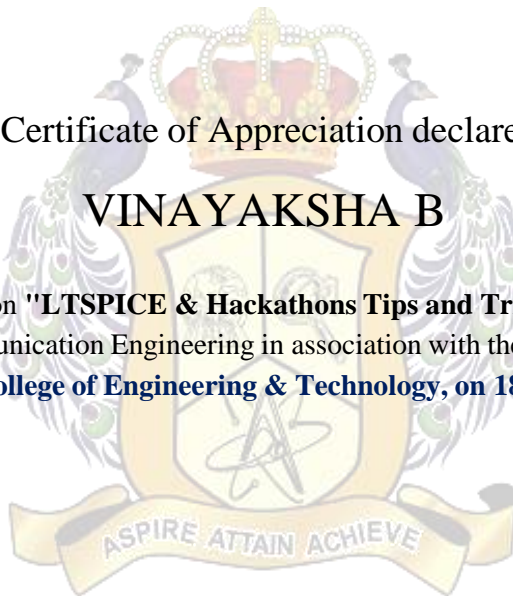 Certificate of Appreciation declare
VINAYAKSHA B
on "LTSPICE & Hackathons Tips and Tr
unication Engineering in association with the
ollege of Engineering & Technology, on 18
ASPIRE ATTAIN ACHIEVE